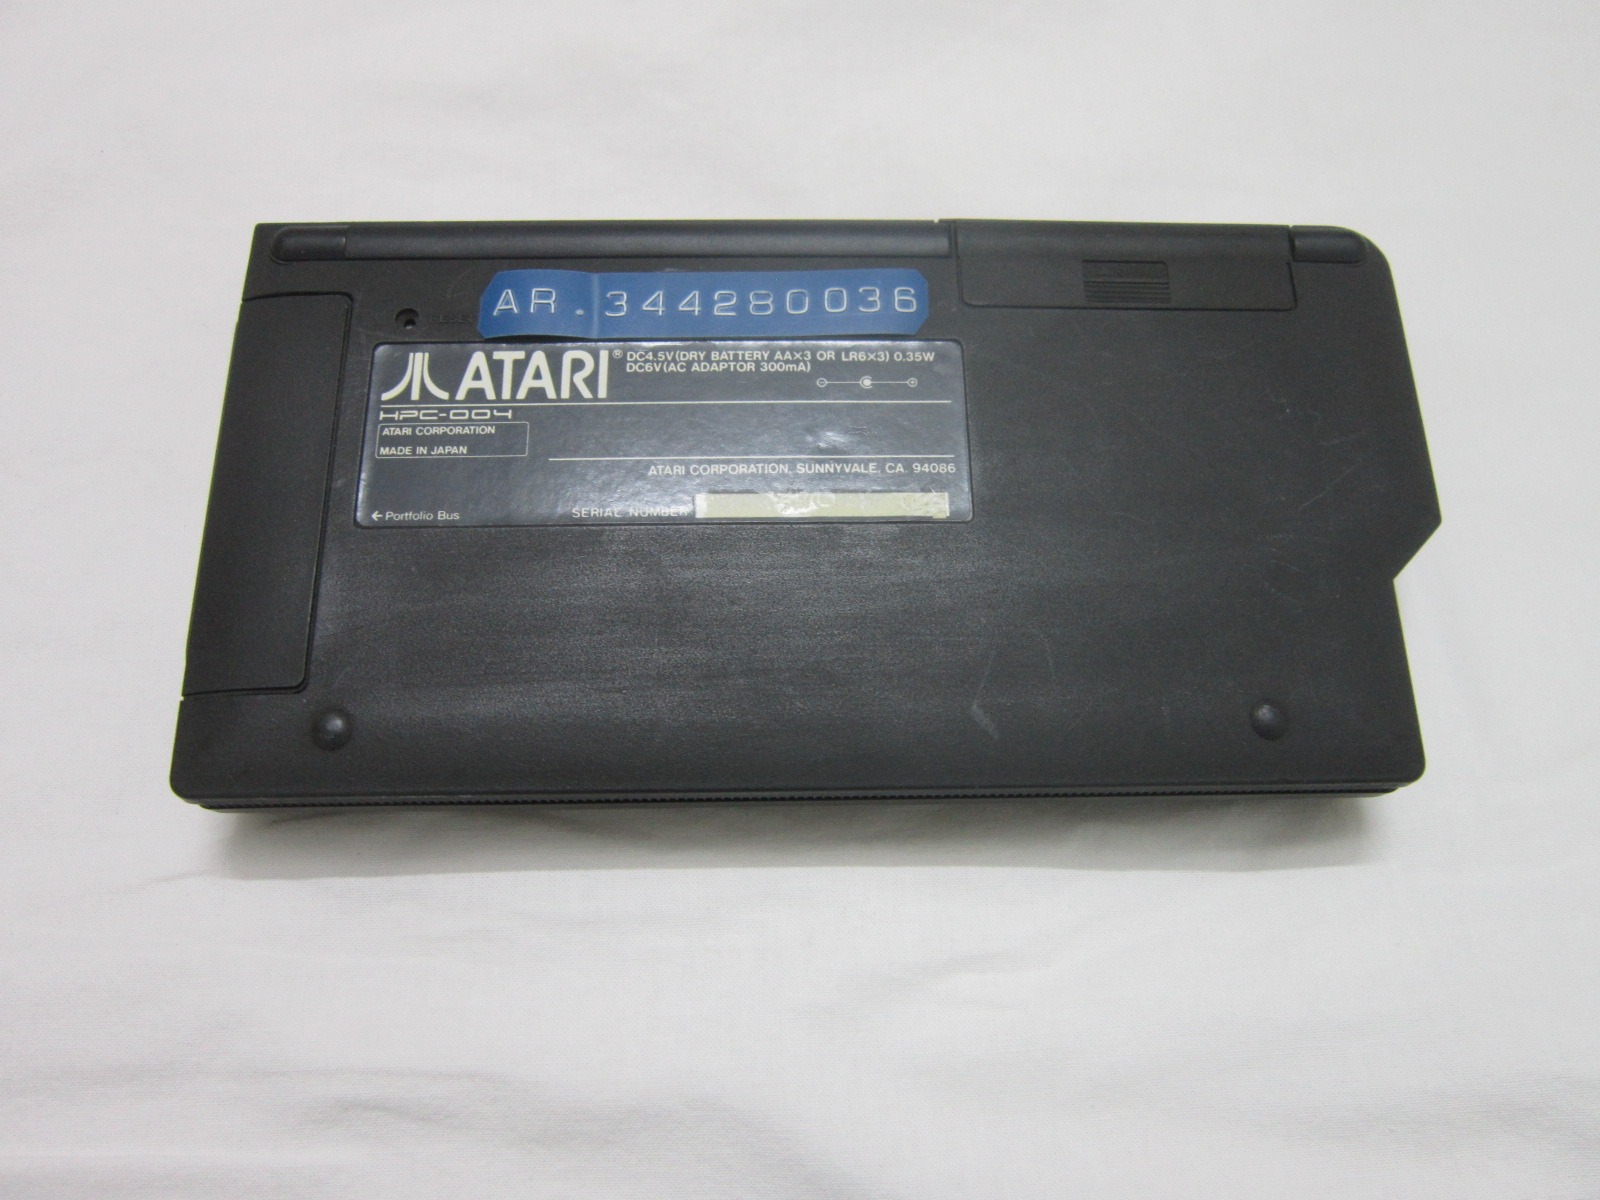 AR.344280036
ATARI®
DC4.5V(DRY BATTERY AA×3 OR LR6×3) 0.35W
DC6V(AC ADAPTOR 300mA)
HPC-004
ATARI CORPORATION
MADE IN JAPAN
ATARI CORPORATION, SUNNYVALE, CA. 94086
← Portfolio Bus
SERIAL NUMBER